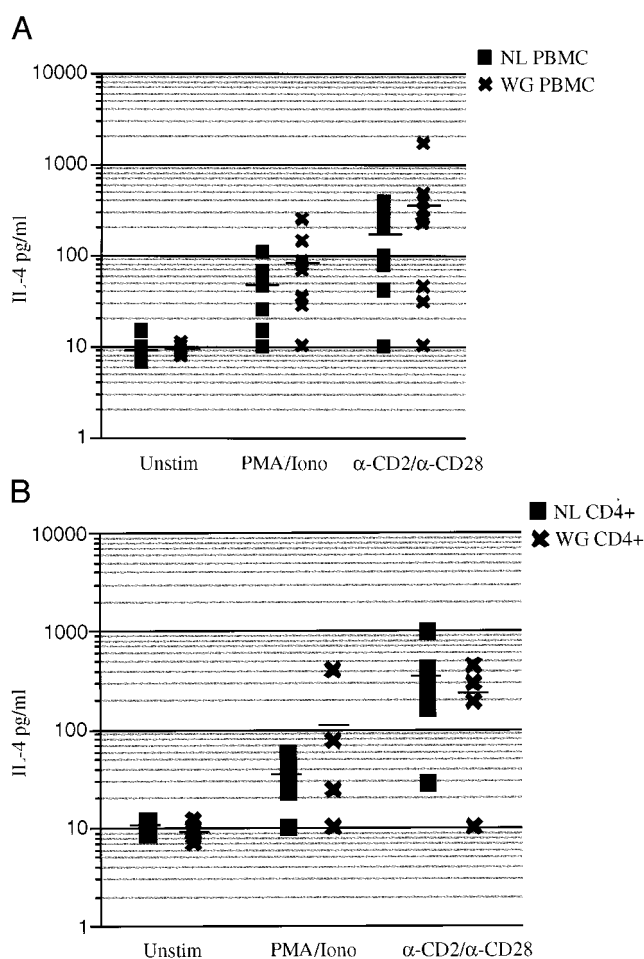 A
NL PBMC
WG PBMC
10000
1000
100
10
1
IL-4 pg/ml
Unstim PMA/Iono α-CD2/α-CD28
B
NL CD4+
WG CD4+
10000
1000
100
10
1
IL-4 pg/ml
Unstim PMA/Iono α-CD2/α-CD28